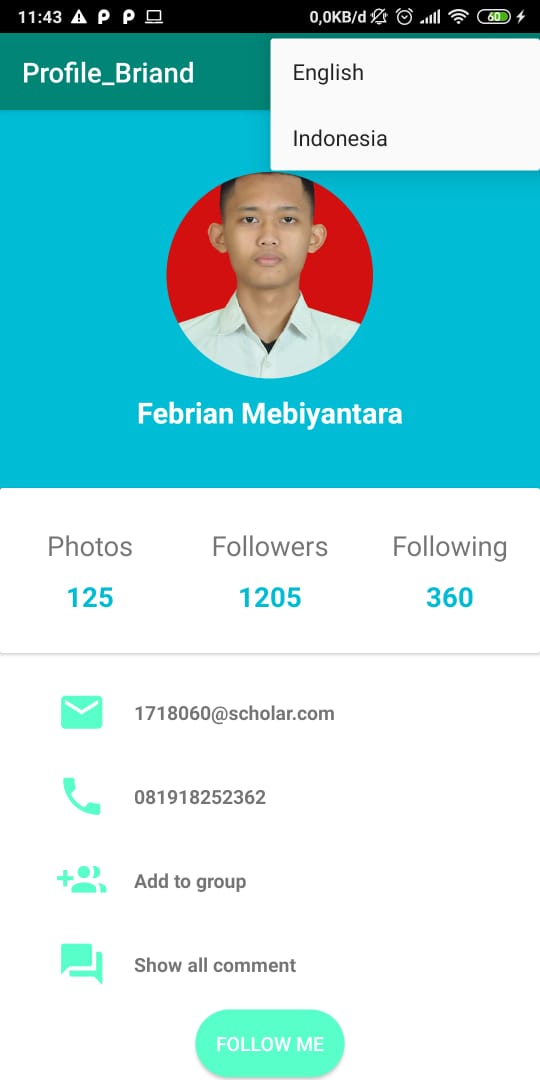 11:43
0,0KB/d
60
Profile_Briand
English
Indonesia
Febrian Mebiyantara
Photos Followers Following
125 1205 360
1718060@scholar.com
081918252362
Add to group
Show all comment
FOLLOW ME